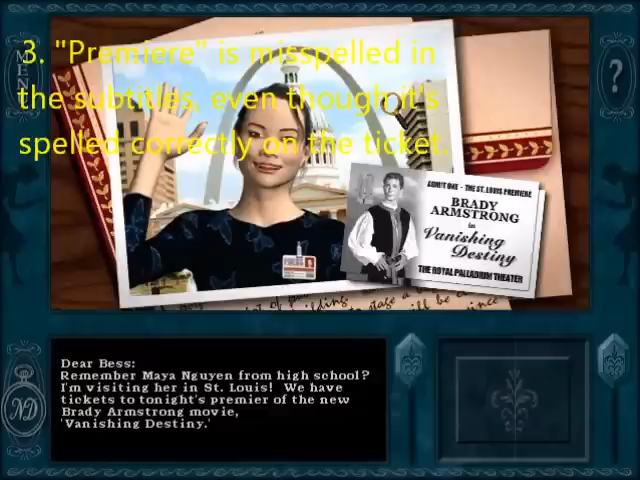 3. "Premiere" is misspelled in
the subtitles, even though it's
spelled correctly on the ticket.
MEN
?
ADMIT ONE - THE ST. LOUIS PREMIERE
BRADY
ARMSTRONG
in
Vanishing
Destiny
THE ROYAL PALLADIUM THEATER
Dear Bess:
Remember Maya Nguyen from high school?
I'm visiting her in St. Louis! We have
tickets to tonight's premier of the new
Brady Armstrong movie,
'Vanishing Destiny.'
ND